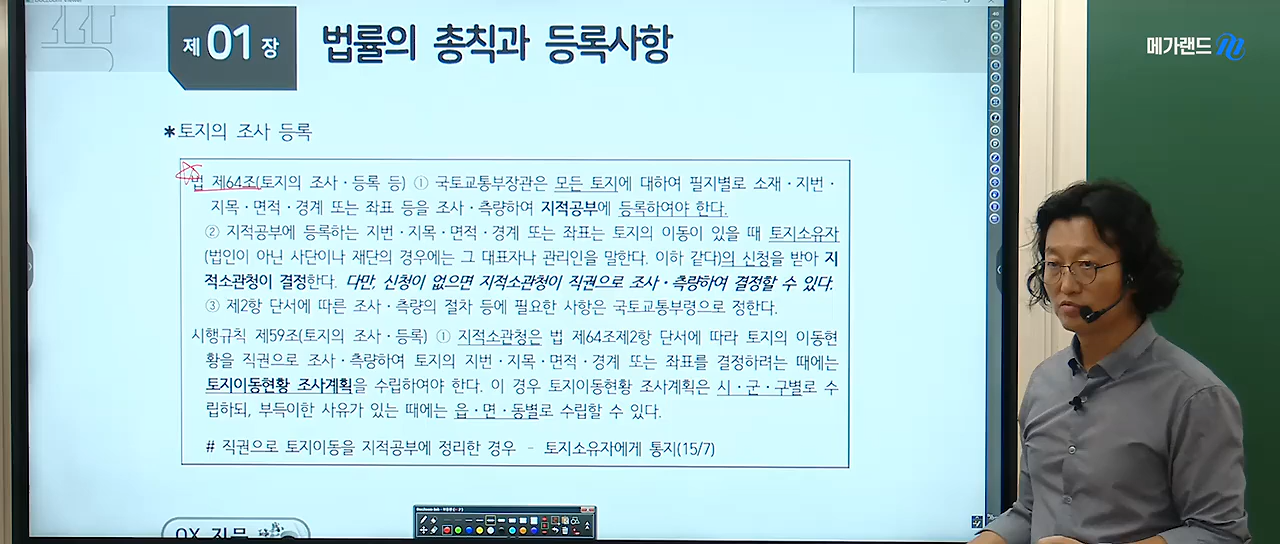 제 01 장
법률의 총칙과 등록사항
메가랜드
*토지의 조사 등록
법 제64조(토지의 조사·등록 등) ① 국토교통부장관은 모든 토지에 대하여 필지별로 소재·지번·
지목·면적·경계 또는 좌표 등을 조사·측량하여 지적공부에 등록하여야 한다.
② 지적공부에 등록하는 지번·지목·면적·경계 또는 좌표는 토지의 이동이 있을 때 토지소유자
(법인이 아닌 사단이나 재단의 경우에는 그 대표자나 관리인을 말한다. 이하 같다)의 신청을 받아 지
적소관청이 결정한다. 다만, 신청이 없으면 지적소관청이 직권으로 조사·측량하여 결정할 수 있다.
③ 제2항 단서에 따른 조사·측량의 절차 등에 필요한 사항은 국토교통부령으로 정한다.
시행규칙 제59조(토지의 조사·등록) ① 지적소관청은 법 제64조제2항 단서에 따라 토지의 이동현
황을 직권으로 조사·측량하여 토지의 지번·지목·면적·경계 또는 좌표를 결정하려는 때에는
토지이동현황 조사계획을 수립하여야 한다. 이 경우 토지이동현황 조사계획은 시·군·구별로 수
립하되, 부득이한 사유가 있는 때에는 읍·면·동별로 수립할 수 있다.
# 직권으로 토지이동을 지적공부에 정리한 경우 - 토지소유자에게 통지(15/7)
OX 지문